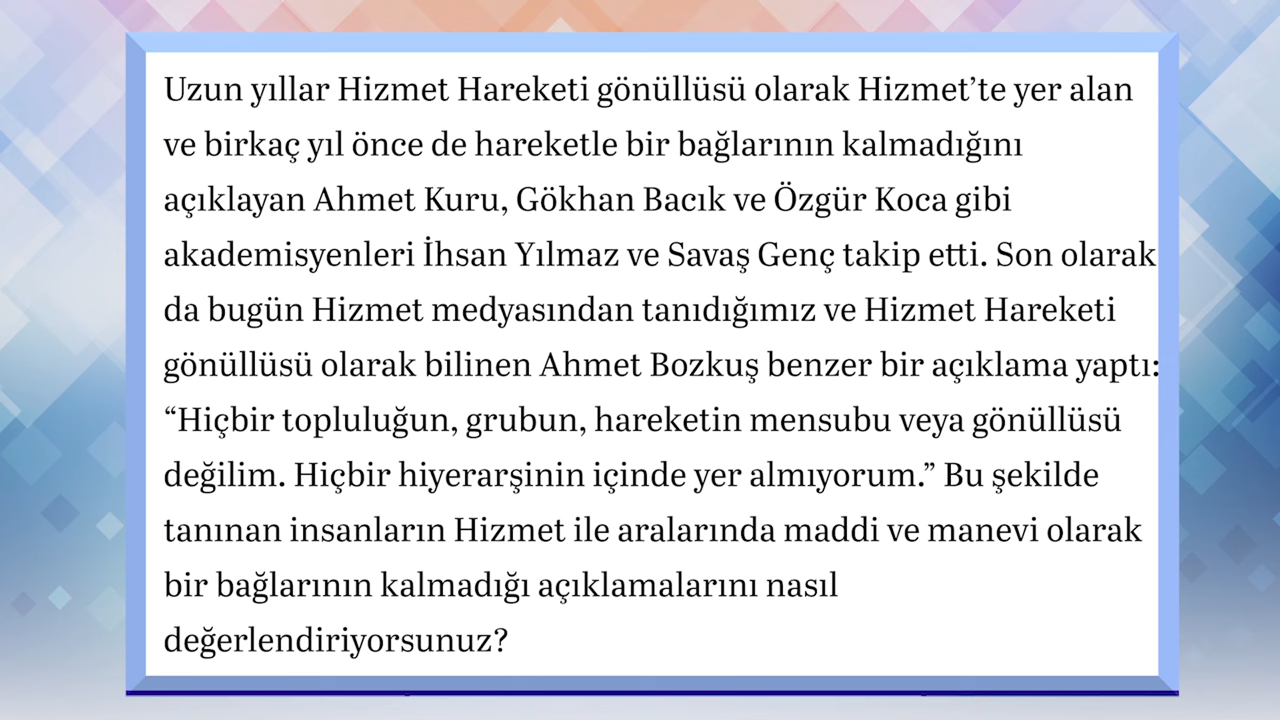 Uzun yıllar Hizmet Hareketi gönüllüsü olarak Hizmet’te yer alan
ve birkaç yıl önce de hareketle bir bağlarının kalmadığını
açıklayan Ahmet Kuru, Gökhan Bacık ve Özgür Koca gibi
akademisyenleri İhsan Yılmaz ve Savaş Genç takip etti. Son olarak
da bugün Hizmet medyasından tanıdığımız ve Hizmet Hareketi
gönüllüsü olarak bilinen Ahmet Bozkuş benzer bir açıklama yaptı:
“Hiçbir topluluğun, grubun, hareketin mensubu veya gönüllüsü
değilim. Hiçbir hiyerarşinin içinde yer almıyorum.” Bu şekilde
tanınan insanların Hizmet ile aralarında maddi ve manevi olarak
bir bağlarının kalmadığı açıklamalarını nasıl
değerlendiriyorsunuz?